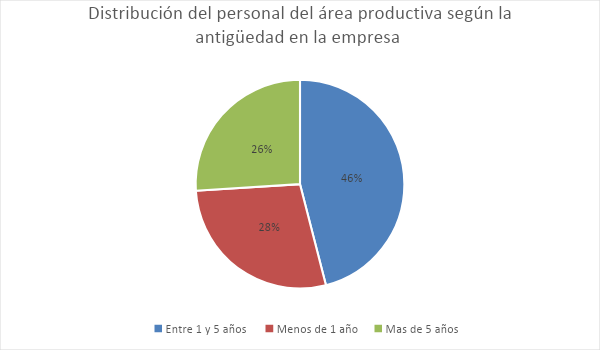 Distribución del personal del área productiva según la
antigüedad en la empresa
26%
46%
28%
Entre 1 y 5 años Menos de 1 año Mas de 5 años